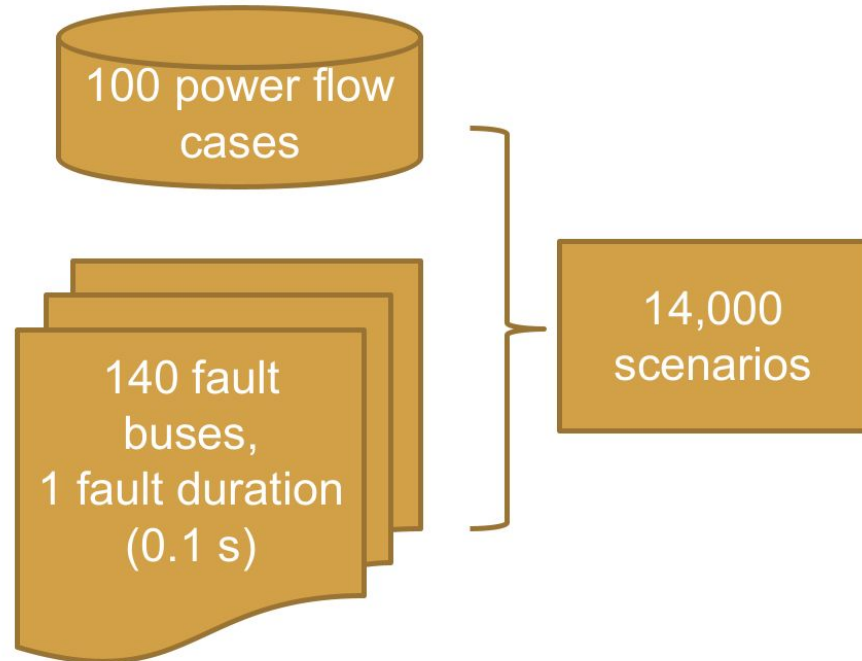 100 power flow
cases
140 fault
buses,
1 fault duration
(0.1 s)
14,000
scenarios